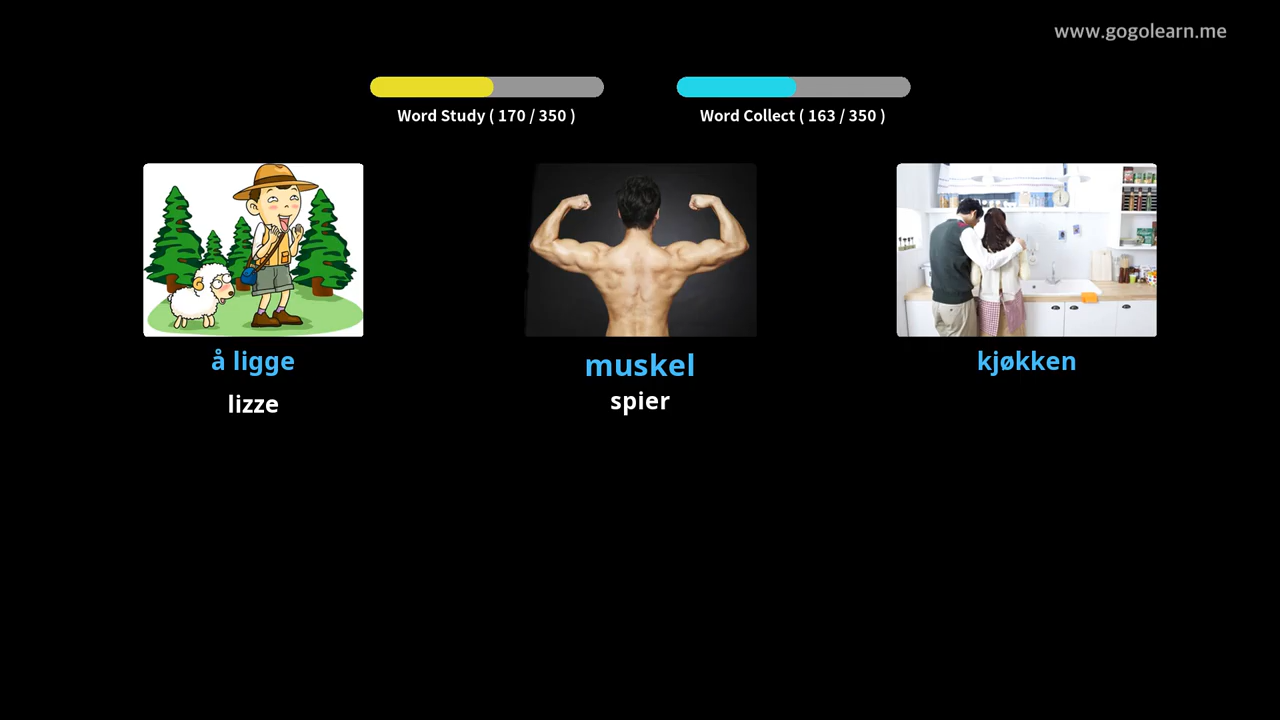 www.gogolearn.me
Word Study ( 170 / 350 )
Word Collect ( 163 / 350 )
å ligge
lizze
muskel
spier
kjøkken